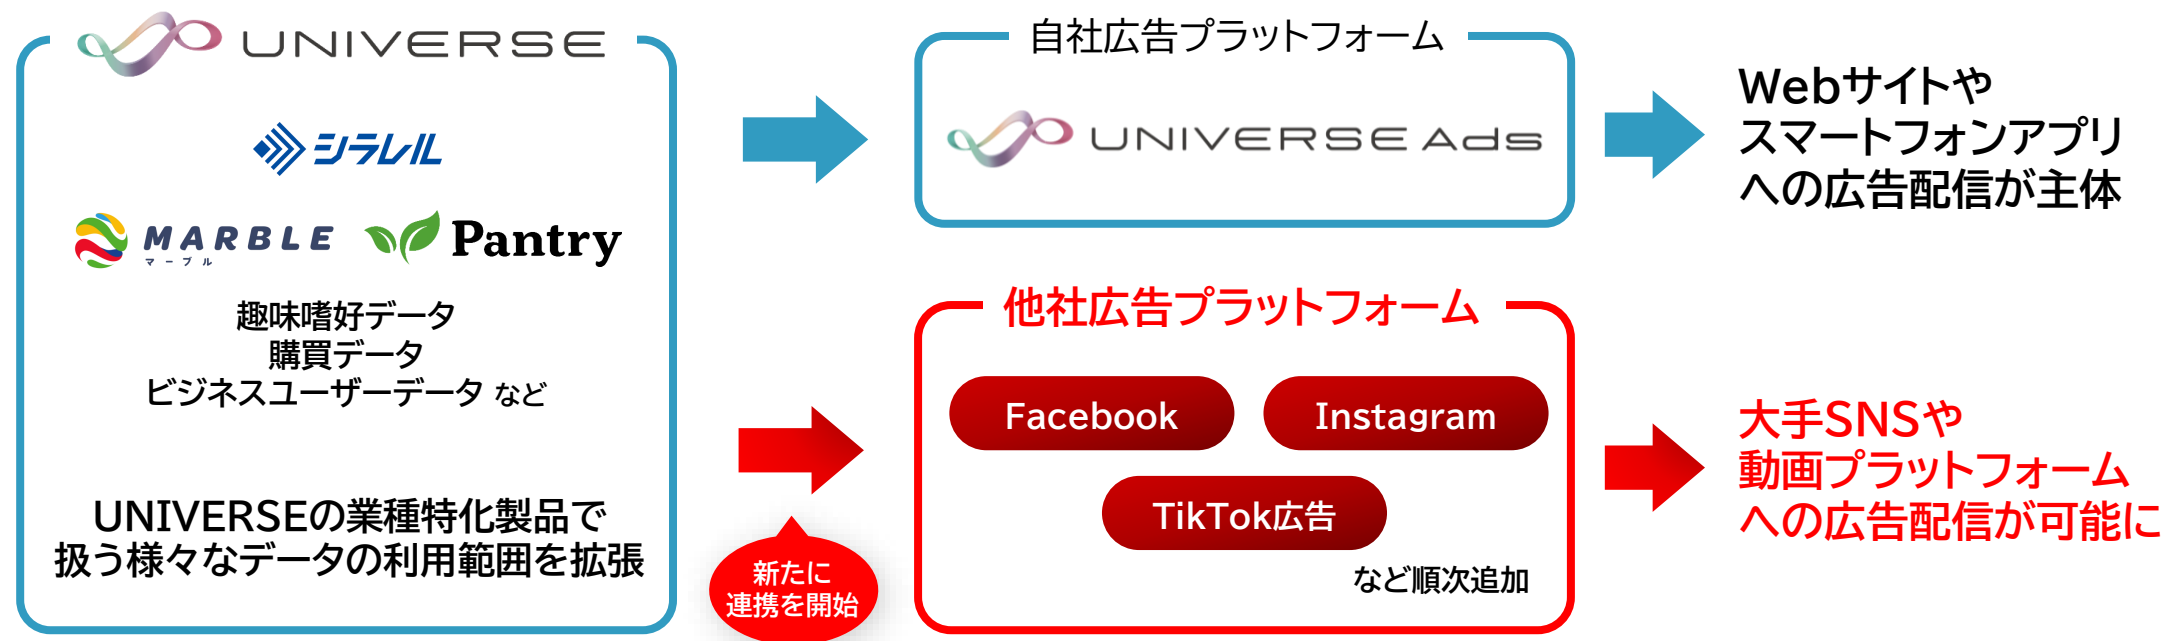 UNIVERSE
シラレル
MARBLE
マーブル
Pantry
趣味嗜好データ
購買データ
ビジネスユーザーデータ など
UNIVERSEの業種特化製品で
扱う様々なデータの利用範囲を拡張
自社広告プラットフォーム
UNIVERSE Ads
Webサイトや
スマートフォンアプリ
への広告配信が主体
新たに
連携を開始
他社広告プラットフォーム
Facebook
Instagram
TikTok広告
など順次追加
大手SNSや
動画プラットフォーム
への広告配信が可能に